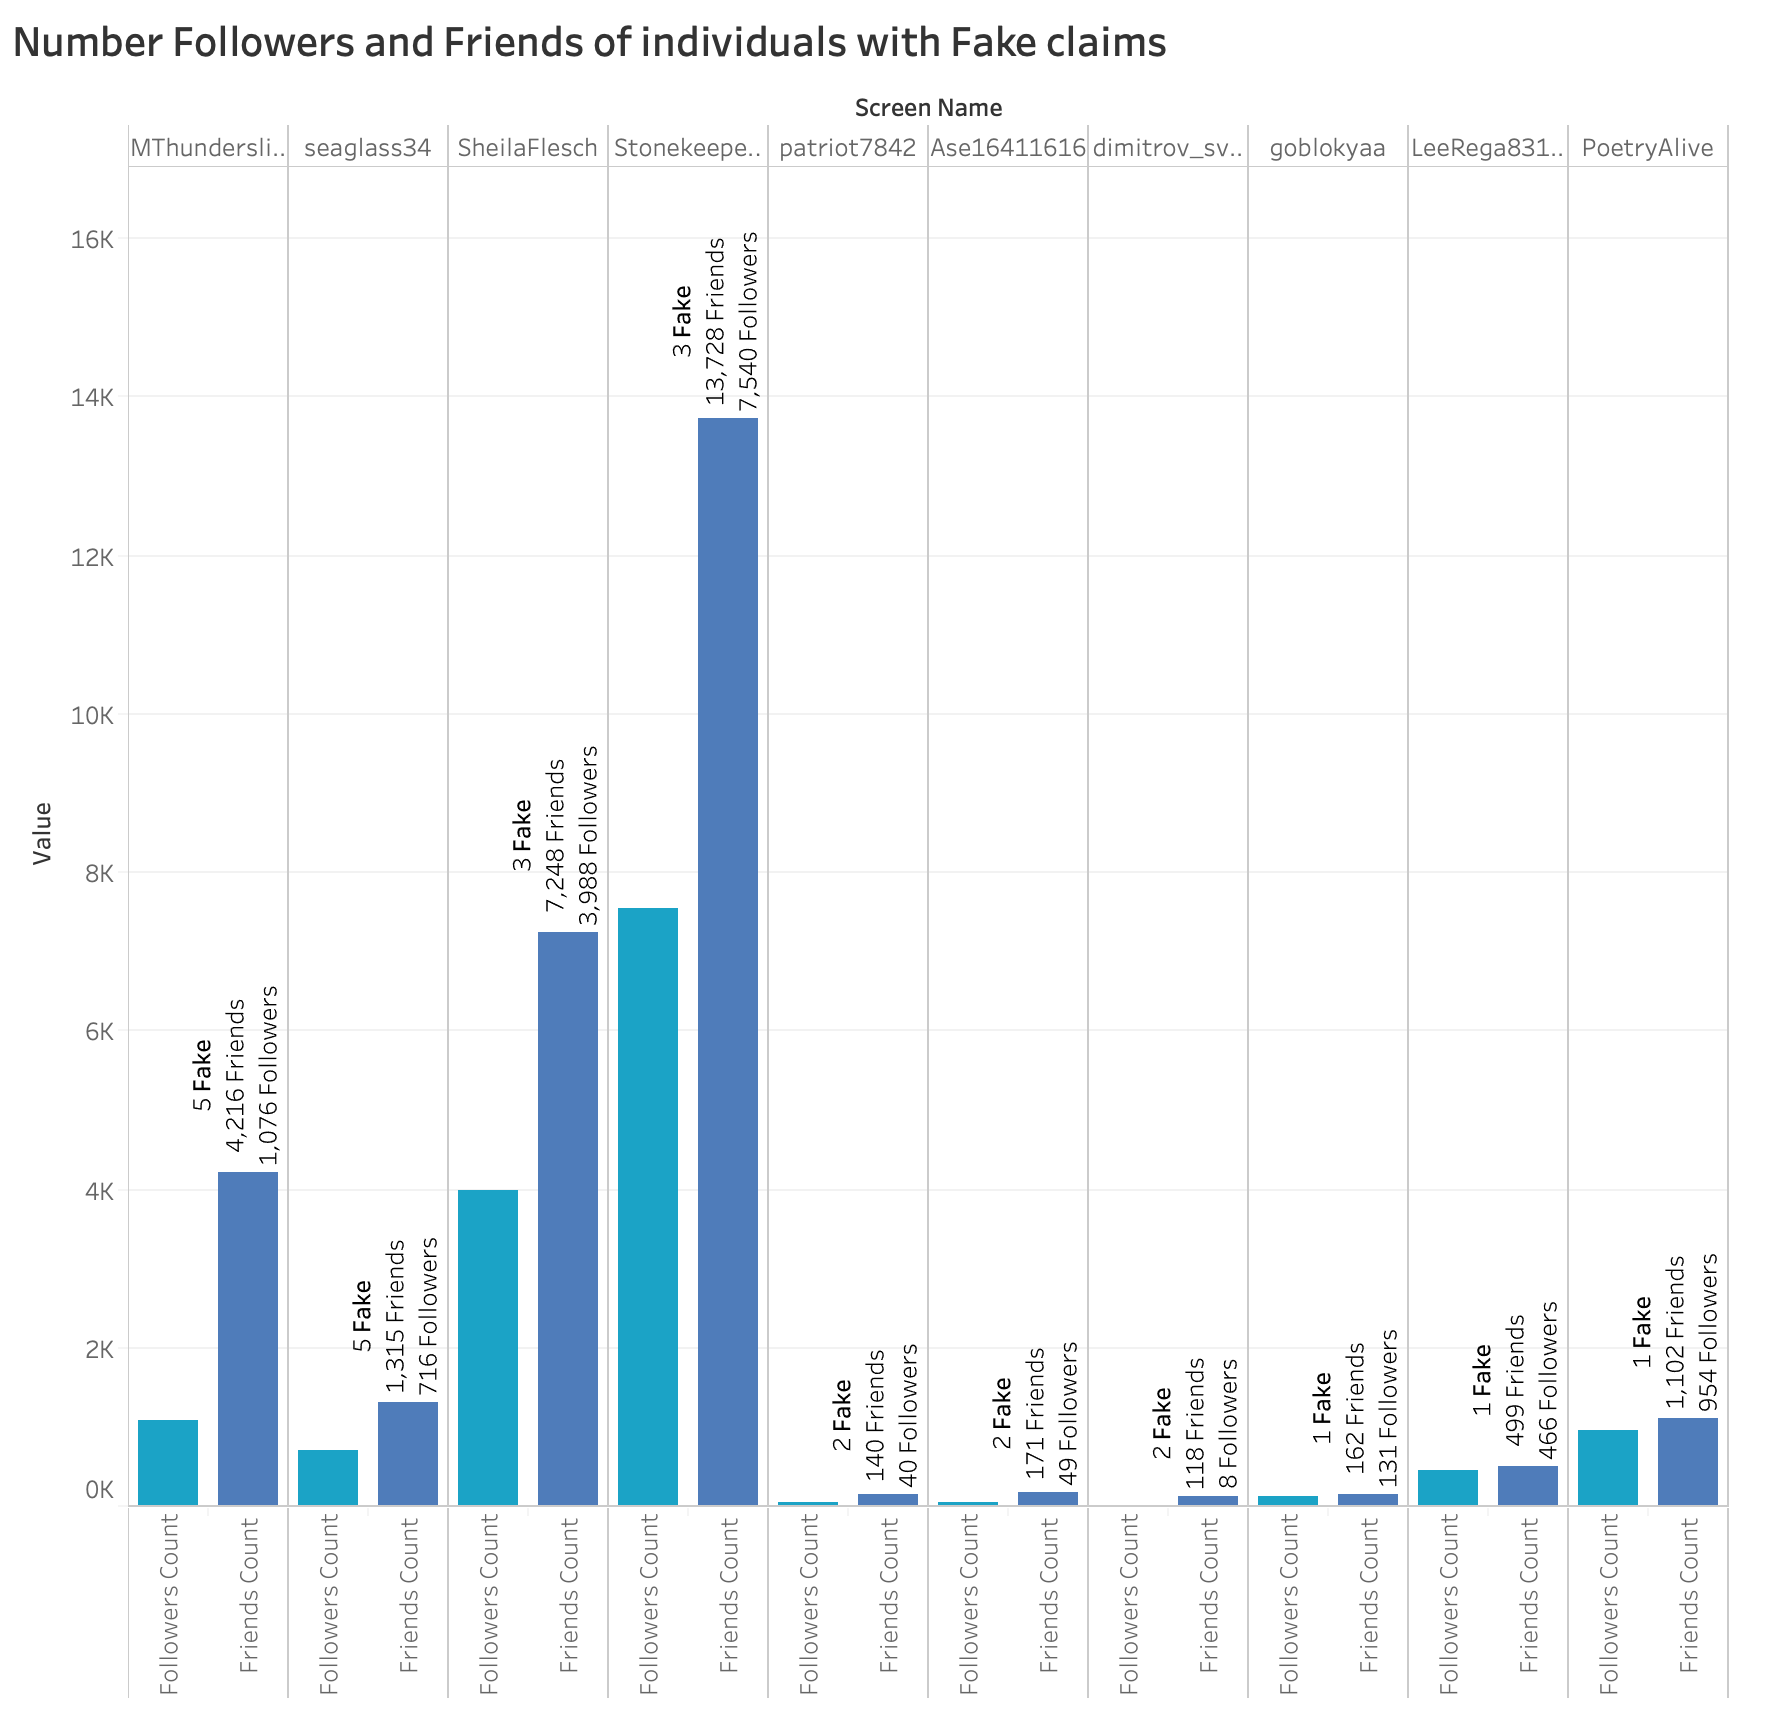 Number Followers and Friends of individuals with Fake claims
Screen Name
MThundersli..
seaglass34
SheilaFlesch
Stonekeepe..
patriot7842
Ase16411616
dimitrov_sv..
goblokyaa
LeeRega831..
PoetryAlive
Value
16K
14K
12K
10K
8K
6K
4K
2K
0K
5 Fake
4,216 Friends
1,076 Followers
5 Fake
1,315 Friends
716 Followers
3 Fake
7,248 Friends
3,988 Followers
3 Fake
13,728 Friends
7,540 Followers
2 Fake
140 Friends
40 Followers
2 Fake
171 Friends
49 Followers
2 Fake
118 Friends
8 Followers
1 Fake
162 Friends
131 Followers
1 Fake
499 Friends
466 Followers
1 Fake
1,102 Friends
954 Followers
Followers Count
Friends Count
Followers Count
Friends Count
Followers Count
Friends Count
Followers Count
Friends Count
Followers Count
Friends Count
Followers Count
Friends Count
Followers Count
Friends Count
Followers Count
Friends Count
Followers Count
Friends Count
Followers Count
Friends Count